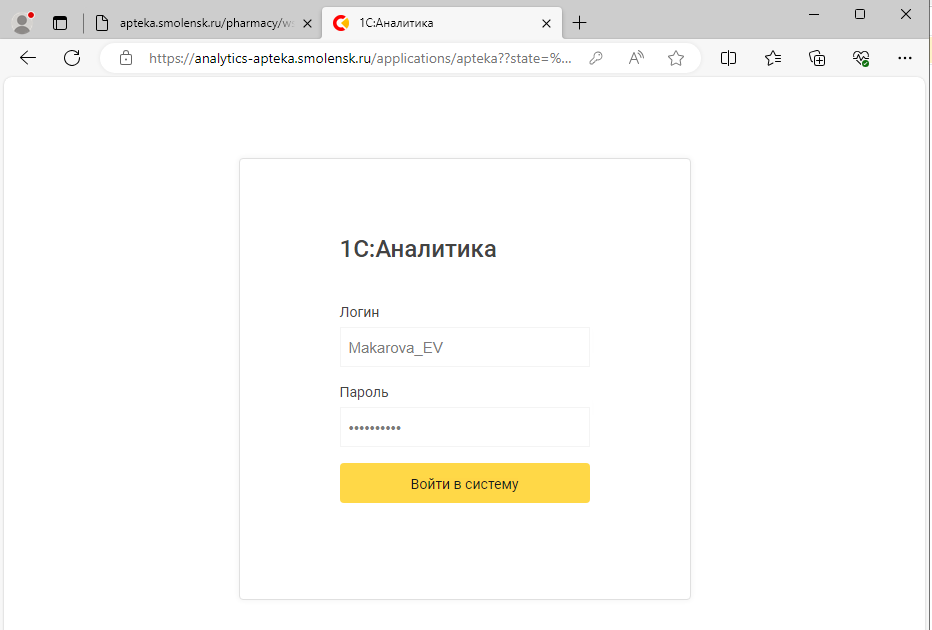 apteka.smolensk.ru/pharmacy/ws
1С:Аналитика
https://analytics-apteka.smolensk.ru/applications/apteka??state=%...
1С:Аналитика
Логин
Makarova_EV
Пароль
••••••••••
Войти в систему